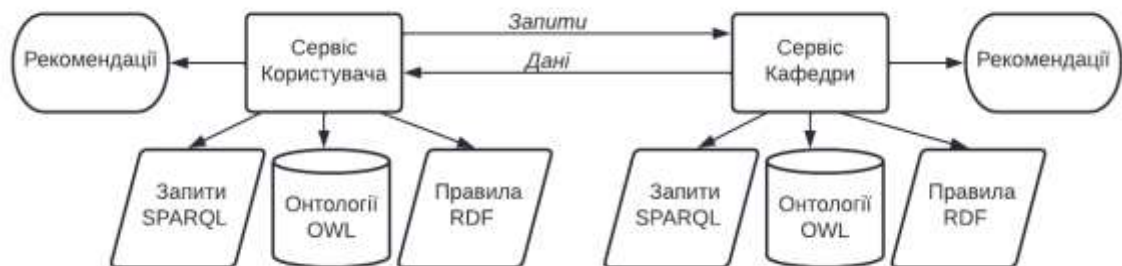 Запити
Рекомендації
Сервіс
Користувача
Дані
Сервіс
Кафедри
Рекомендації
Запити
SPARQL
Онтології
OWL
Правила
RDF
Запити
SPARQL
Онтології
OWL
Правила
RDF